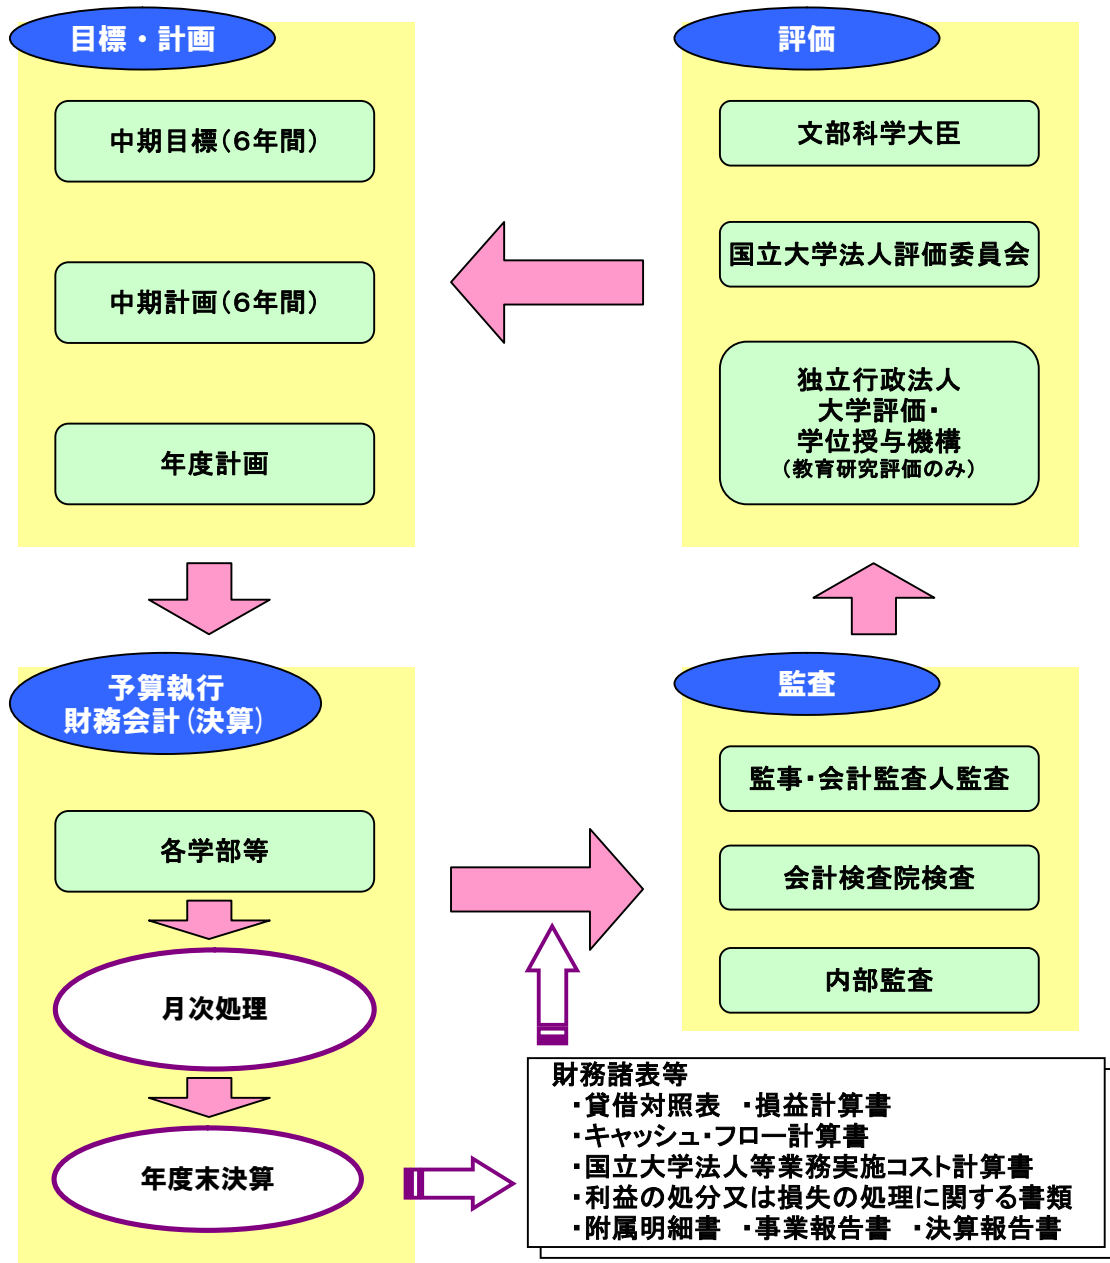 目標・計画
中期目標(6年間)
中期計画(6年間)
年度計画
評価
文部科学大臣
国立大学法人評価委員会
独立行政法人
大学評価・
学位授与機構
(教育研究評価のみ)
予算執行
財務会計(決算)
各学部等
月次処理
年度末決算
監査
監事・会計監査人監査
会計検査院検査
内部監査
財務諸表等
・貸借対照表 ・損益計算書
・キャッシュ・フロー計算書
・国立大学法人等業務実施コスト計算書
・利益の処分又は損失の処理に関する書類
・附属明細書 ・事業報告書 ・決算報告書